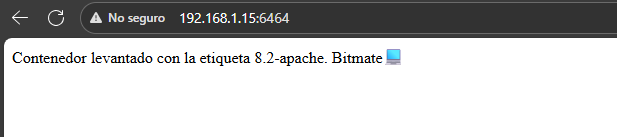 No seguro 192.168.1.15:6464
Contenedor levantado con la etiqueta 8.2-apache. Bitmate 💻